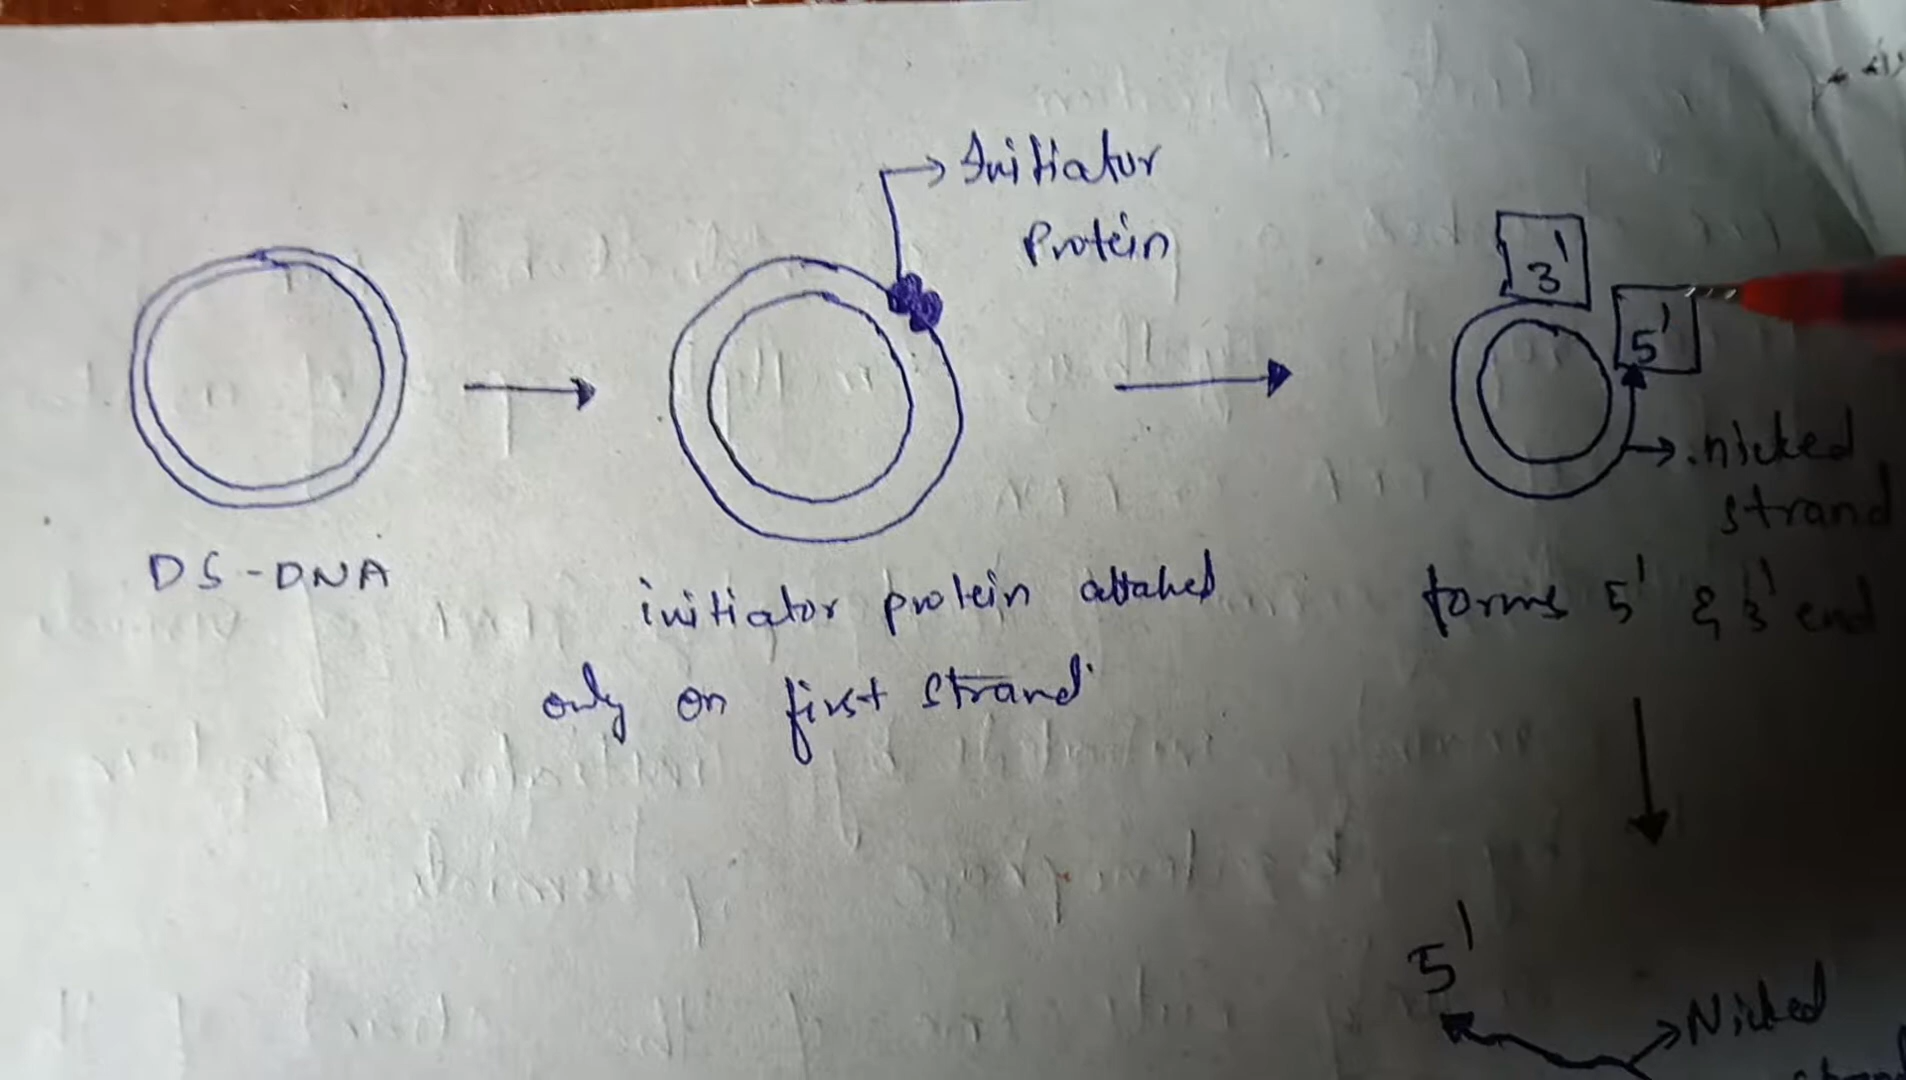 Initiator
Protein
3'
5'
nicked
strand
DS-DNA
initiator protein attahed
only on first strand
forms 5' & 3' end
5'
Nicked